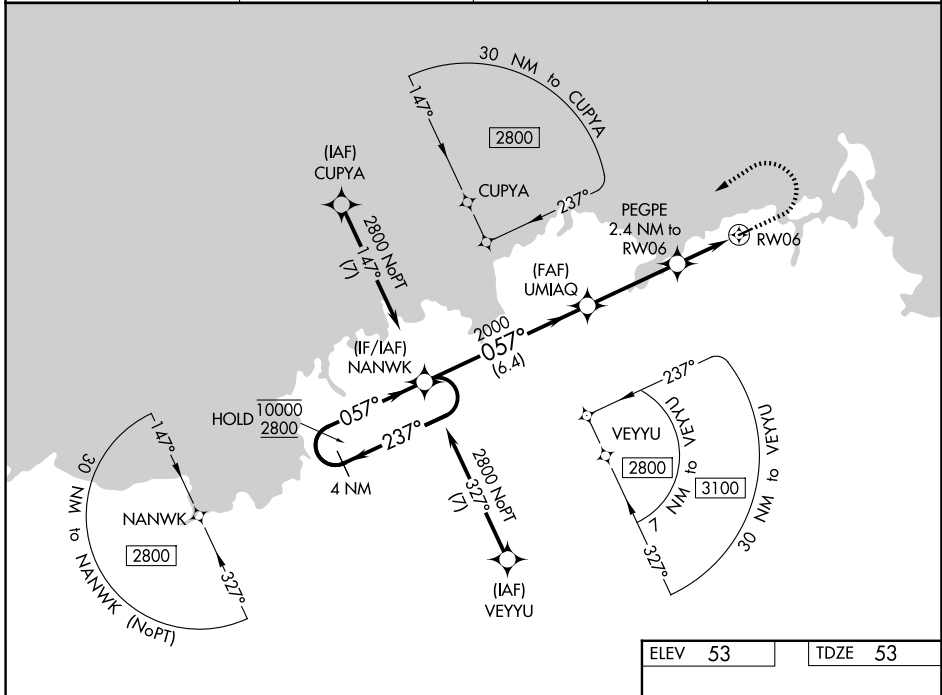 30 NM to CUPYA
147°
2800
(IAF)
CUPYA
CUPYA
237°
2800 NoPT
147°
(7)
PEGPE
2.4 NM to
RW06
RW06
(FAF)
UMIAQ
2000
057°
(6.4)
(IF/IAF)
NANWK
HOLD
10000
2800
057°
237°
4 NM
237°
VEYYU
2800
7 NM to VEYYU
3100
30 NM to VEYYU
327°
147°
NANWK
2800
30 NM to NANWK (NoPT)
327°
2800 NoPT
327°
(7)
(IAF)
VEYYU
ELEV 53
TDZE 53